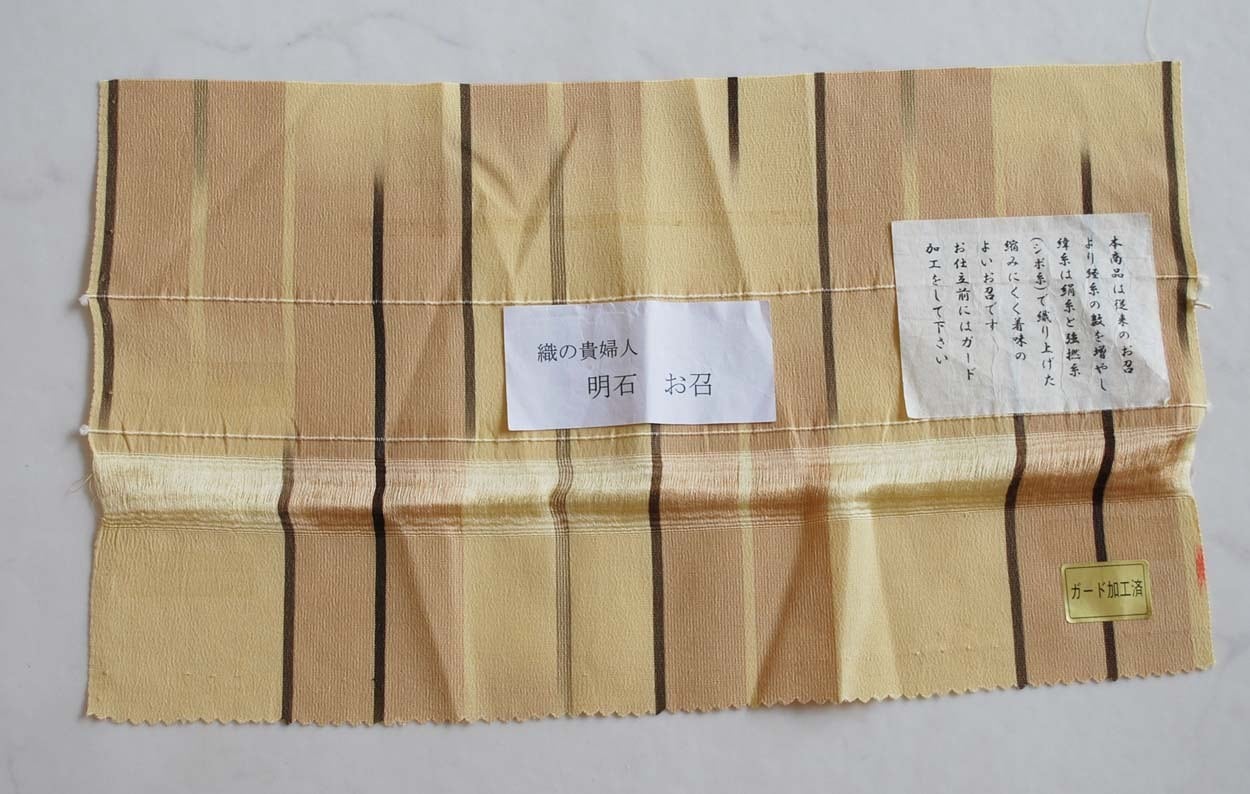 織の貴婦人
明石 お召
本商品は従来のお召
より経糸の数を増やし
緯糸は絹糸と強撚糸
(シボ糸)で織り上げた
縮みにくく着味の
よいお召です
お仕立前にはガード
加工をして下さい
ガード加工済